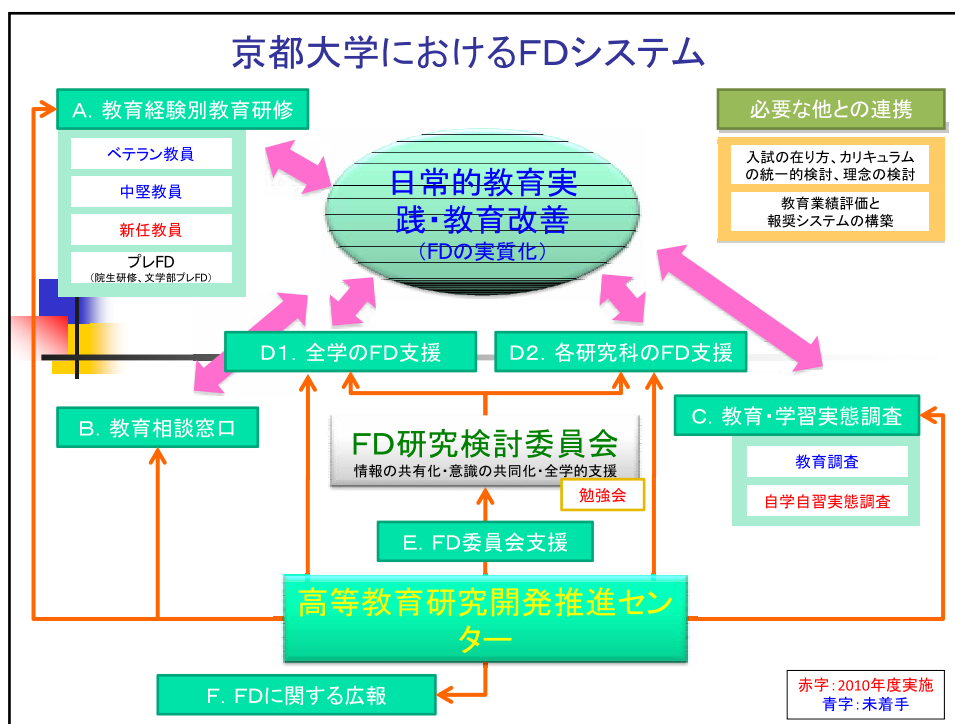 京都大学におけるFDシステム
A．教育経験別教育研修
ベテラン教員
中堅教員
新任教員
プレFD
（院生研修、文学部プレFD）
必要な他との連携
入試の在り方、カリキュラム
の統一的検討、理念の検討
教育業績評価と
報奨システムの構築
日常的教育実
践・教育改善
（FDの実質化）
D１．全学のFD支援
D２．各研究科のFD支援
B．教育相談窓口
C．教育・学習実態調査
教育調査
自学自習実態調査
FD研究検討委員会
情報の共有化・意識の共同化・全学的支援
勉強会
E．FD委員会支援
高等教育研究開発推進セン
ター
F．FDに関する広報
赤字：2010年度実施
青字：未着手